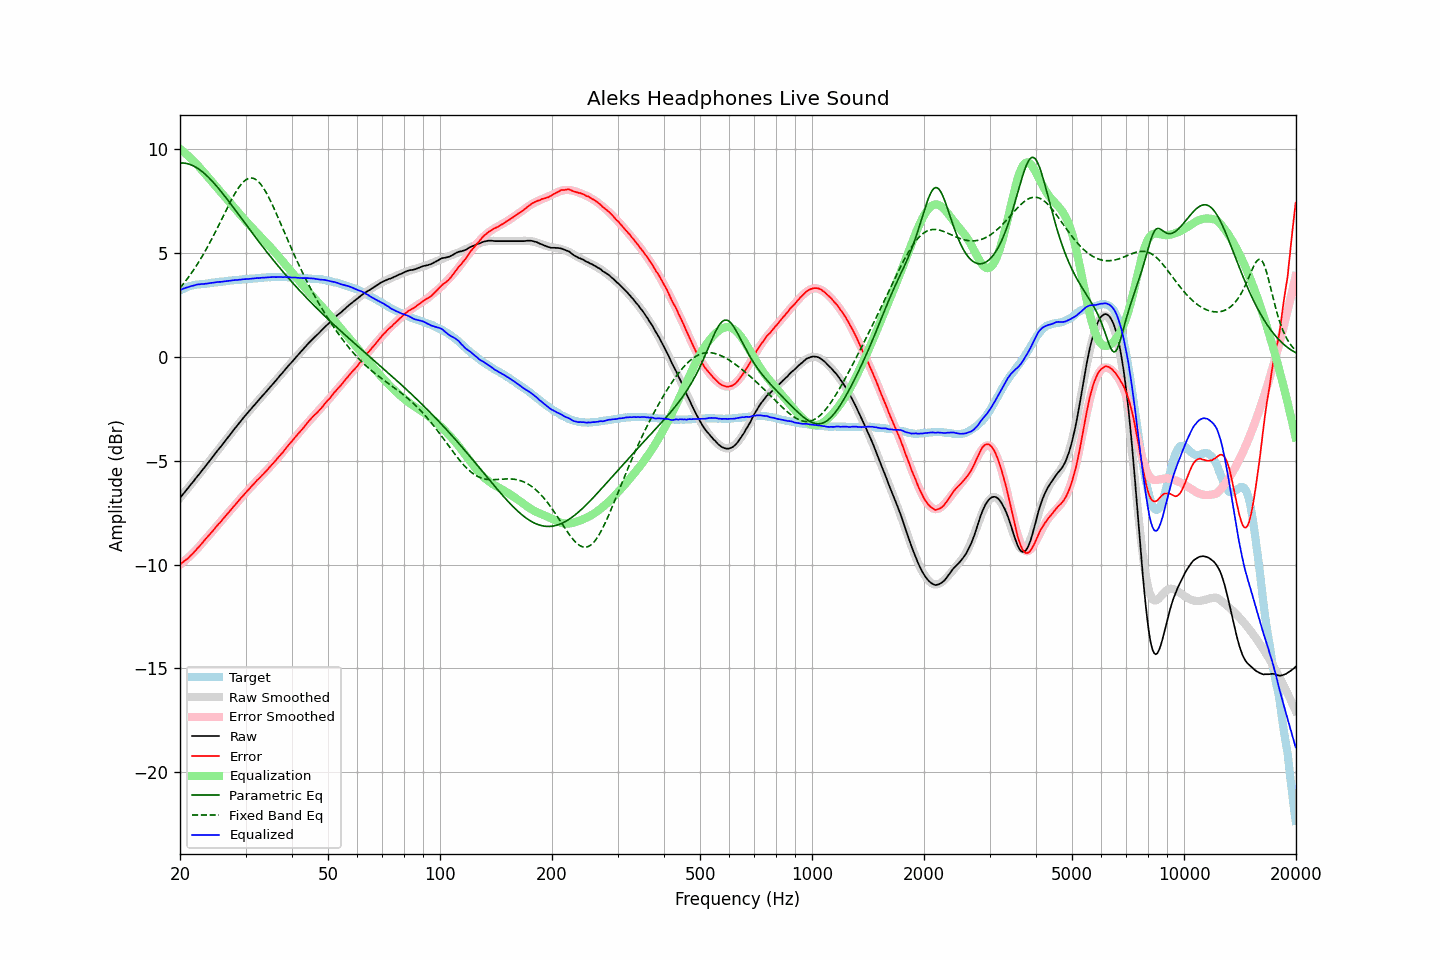 Aleks Headphones Live Sound
10
5
0
−5
−10
−15
−20
Amplitude (dBr)
Target
Raw Smoothed
Error Smoothed
Raw
Error
Equalization
Parametric Eq
Fixed Band Eq
Equalized
20 50 100 200 500 1000 2000 5000 10000 20000
Frequency (Hz)